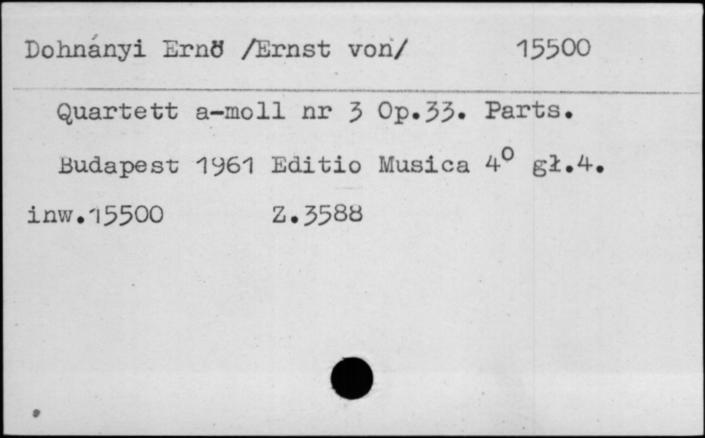 Dohnányi Ernő /Ernst von/ 15500
Quartett a-moll nr 3 Op.33. Parts.
Budapest 1961 Editio Musica 4⁰ gł.4.
inw.15500 Z.3588